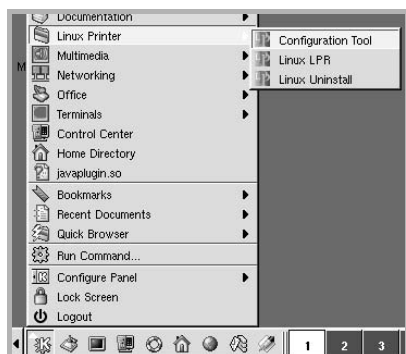 Documentation
Linux Printer
Configuration Tool
M
Multimedia
Linux LPR
Networking
Linux Uninstall
Office
Terminals
Control Center
Home Directory
javaplugin.so
Bookmarks
Recent Documents
Quick Browser
Run Command...
Configure Panel
Lock Screen
Logout
1
2
3